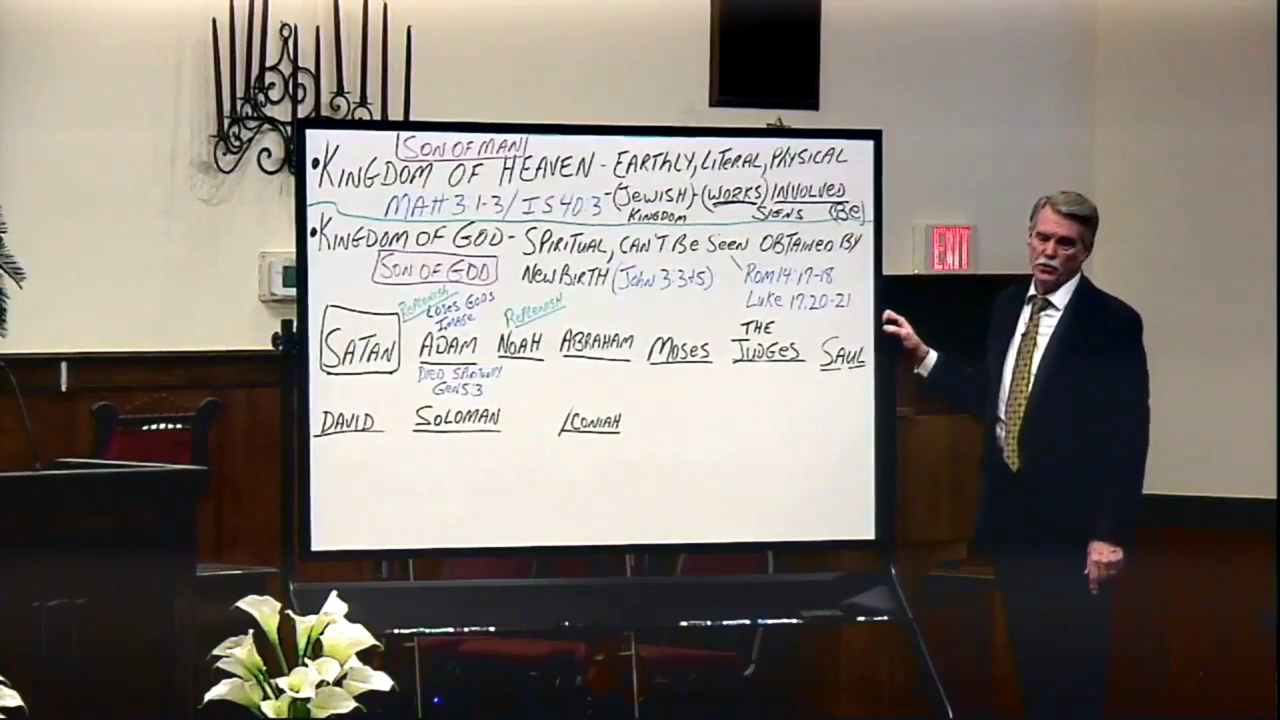 SON OF MAN
•KINGDOM OF HEAVEN - EARTHLY, LITERAL, PHYSICAL
MAH 3:1-3/ IS 40:3-(JEWISH)-(WORKS) INVOLVED
KINGDOM SIGNS (Be)
•KINGDOM OF GOD - SPIRITUAL, CAN'T BE SEEN OBTAINED BY
SON OF GOD NEW BIRTH (John 3:3+5) Rom 14:17-18
Luke 17:20-21
REPLENISH LOSES GODS IMAGE REPLENISH
SATAN ADAM NOAH ABRAHAM MOSES THE JUDGES SAUL
DIED SPIRITUALLY
Gen 5:3
DAVID SOLOMAN /CONIAH
EXIT